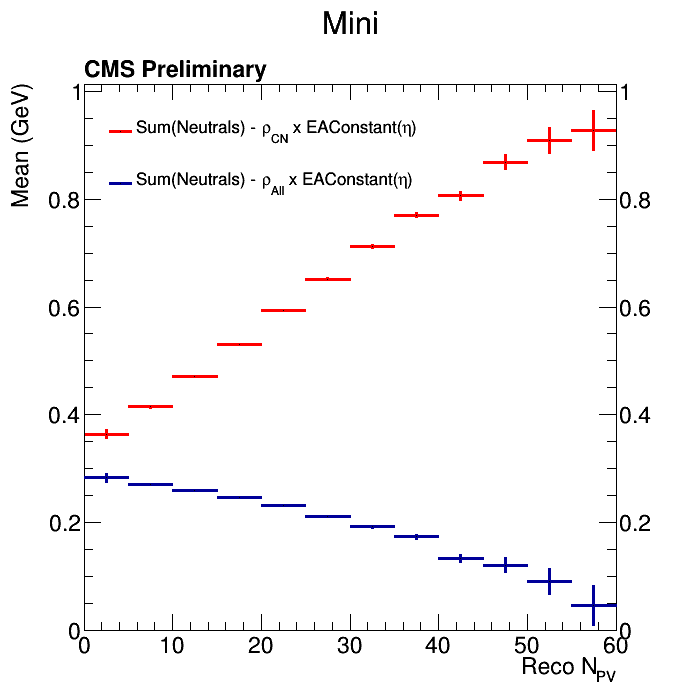 Mini
CMS Preliminary
Mean (GeV)
Sum(Neutrals) - ρCN x EAConstant(η)
Sum(Neutrals) - ρAll x EAConstant(η)
1 1
0.8 0.8
0.6 0.6
0.4 0.4
0.2 0.2
0 0
0 10 20 30 40 50 60
Reco NPV